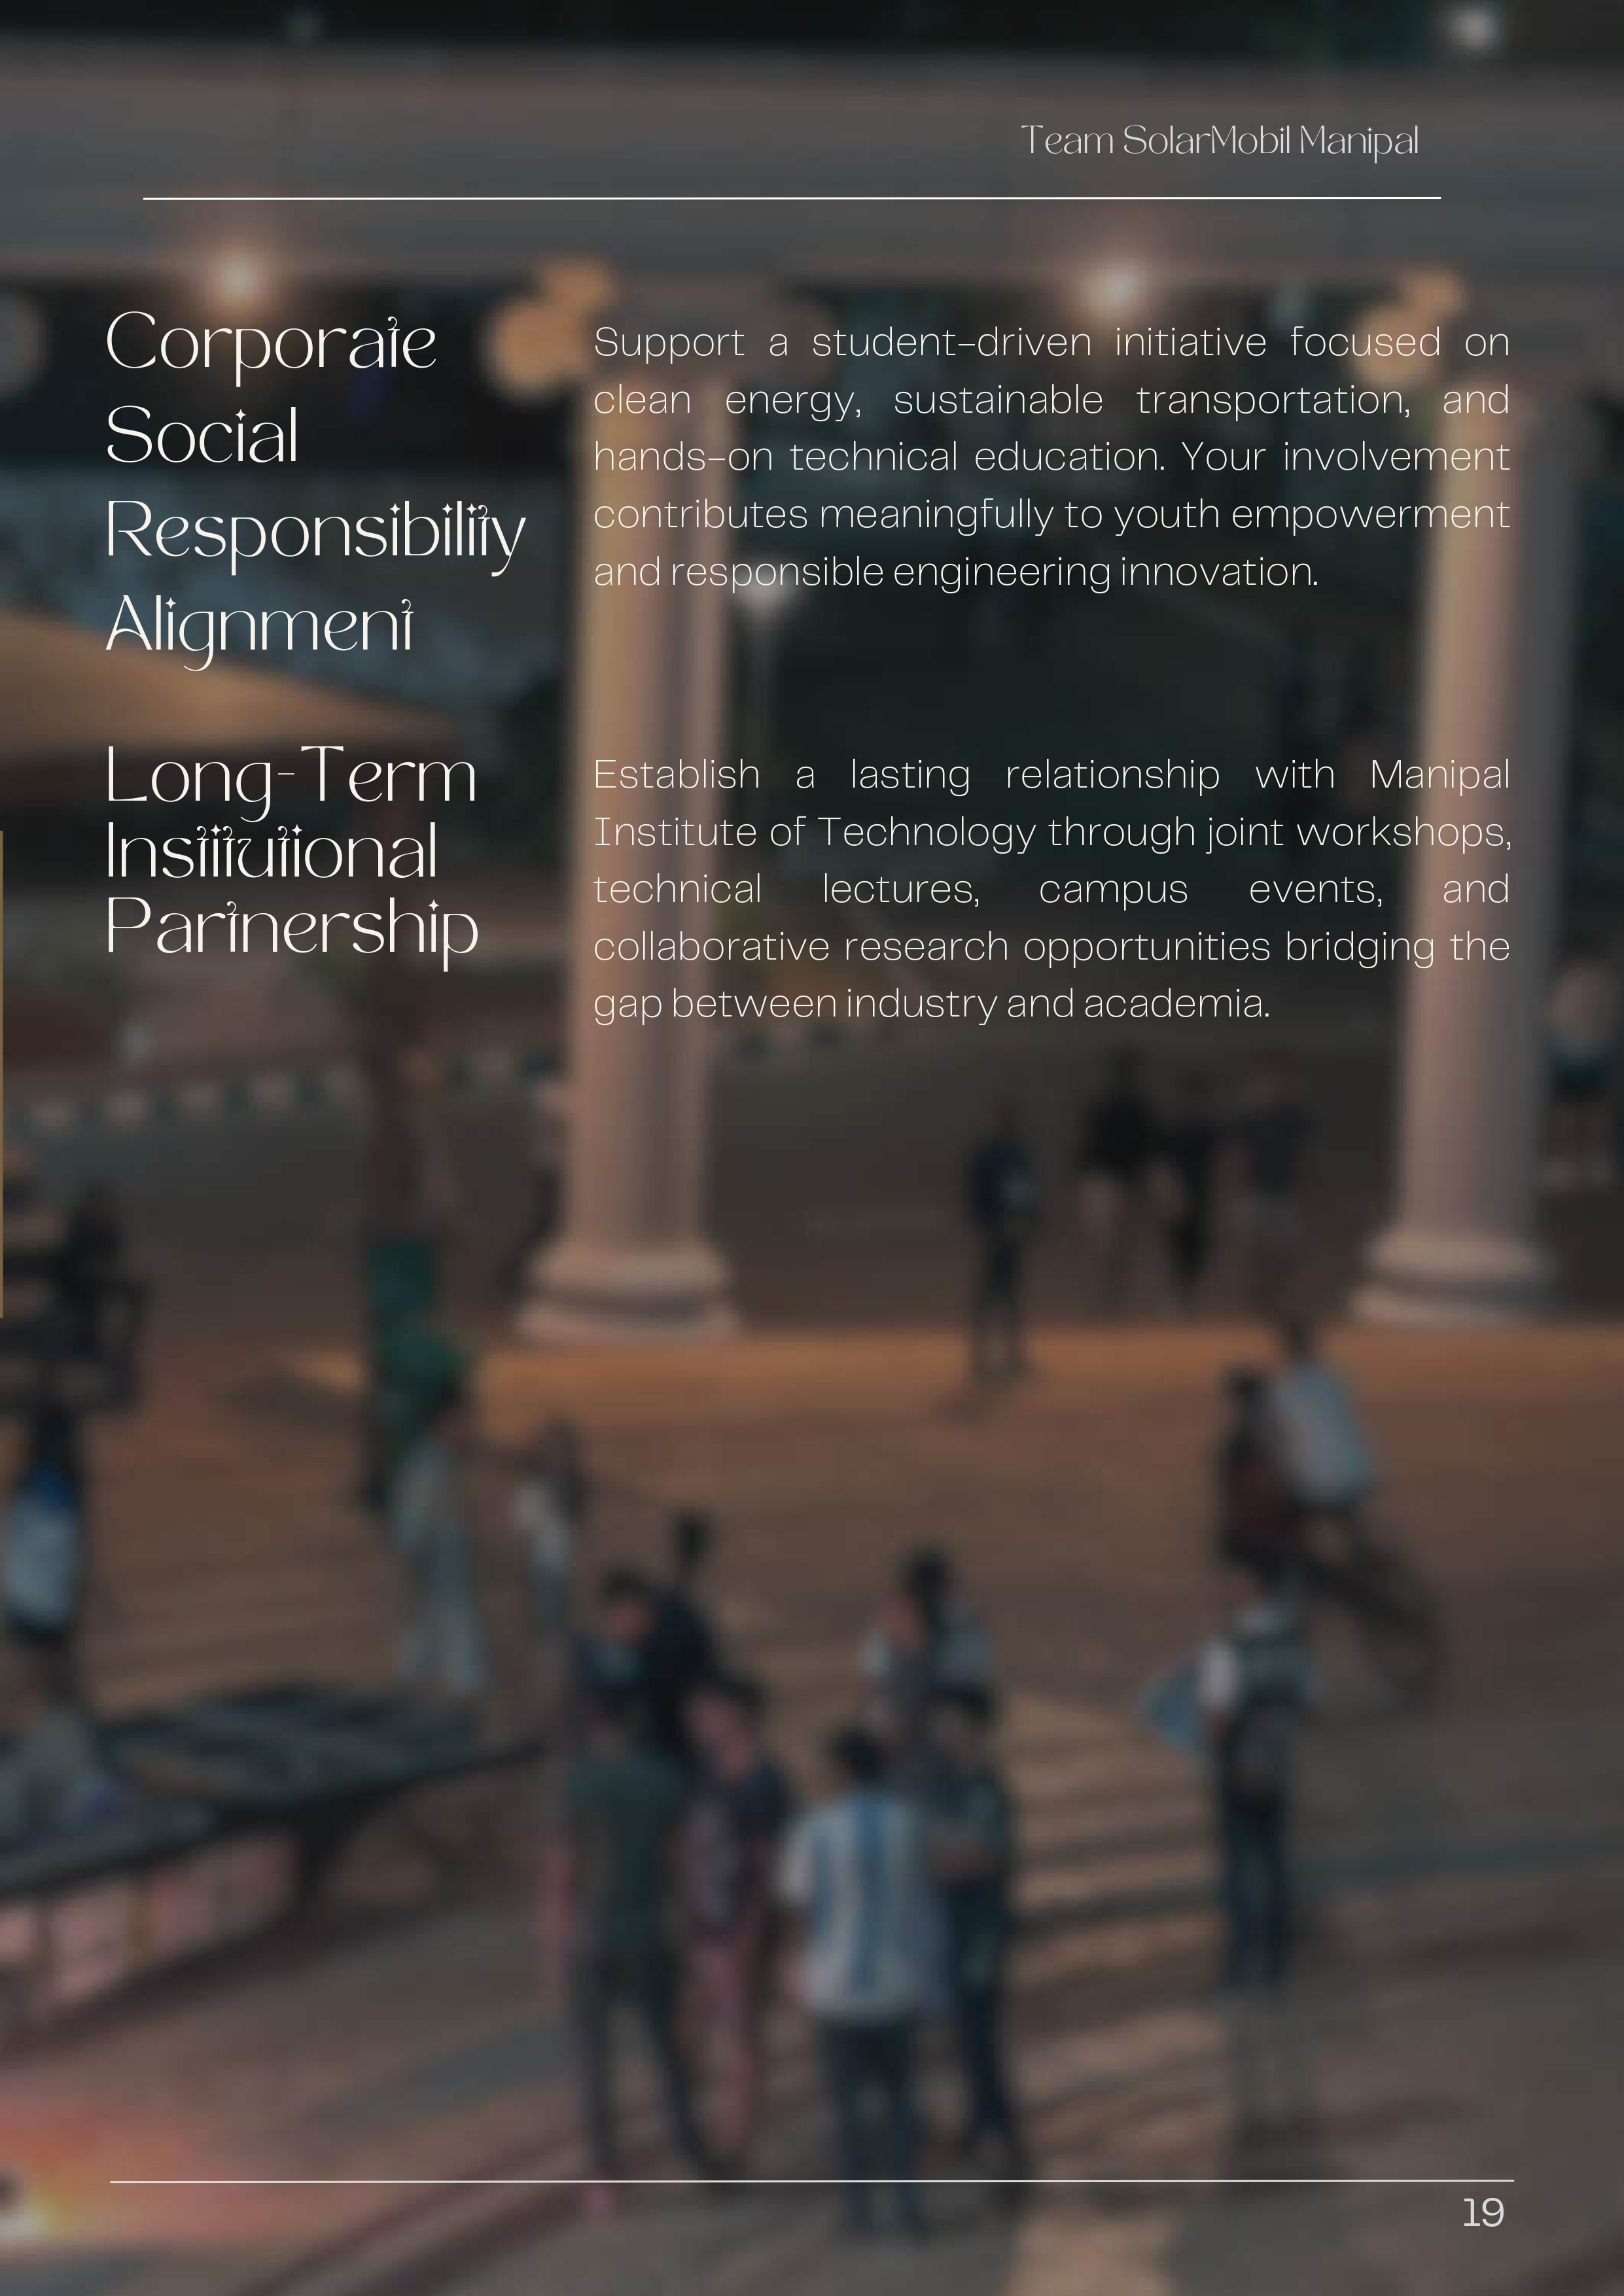 Team SolarMobil Manipal
Corporate
Social
Responsibility
Alignment
Support a student-driven initiative focused on
clean energy, sustainable transportation, and
hands-on technical education. Your involvement
contributes meaningfully to youth empowerment
and responsible engineering innovation.
Long-Term
Institutional
Partnership
Establish a lasting relationship with Manipal
Institute of Technology through joint workshops,
technical lectures, campus events, and
collaborative research opportunities bridging the
gap between industry and academia.
19